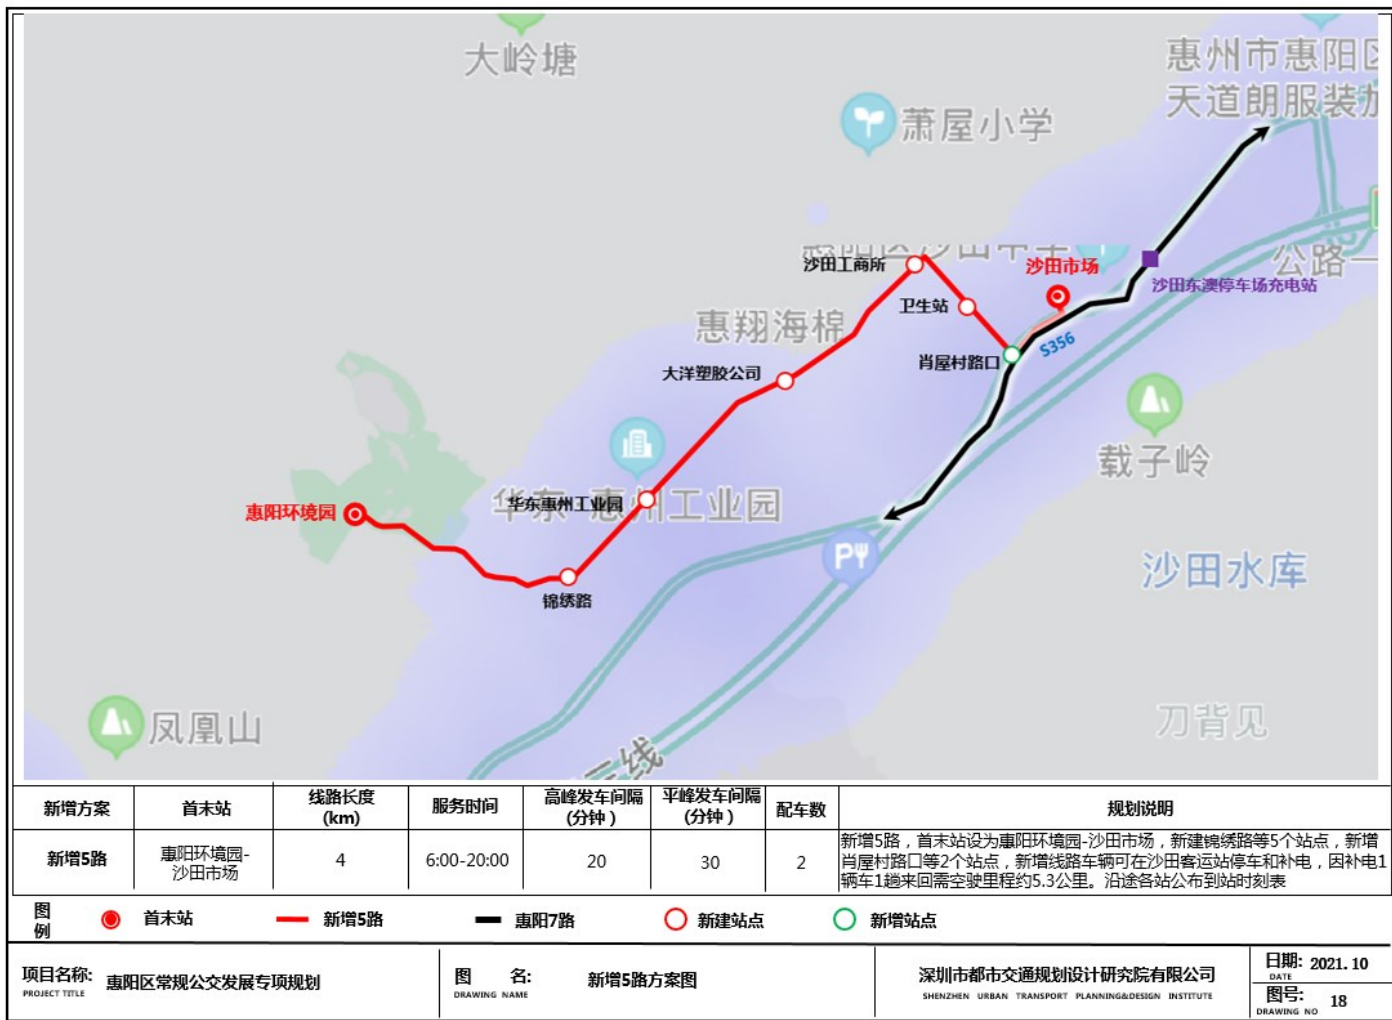 大岭塘
惠州市惠阳区
天道朗服装加
萧屋小学
惠阳区沙田中学
沙田工商所
沙田市场
公路一
沙田东澳停车场充电站
卫生站
惠翔海棉
S356
肖屋村路口
大洋塑胶公司
载子岭
华东惠州工业园
华东 惠州工业园
惠阳环境园
沙田水库
锦绣路
刀背见
凤凰山
三线
新增方案 首末站 线路长度(km) 服务时间 高峰发车间隔(分钟) 平峰发车间隔(分钟) 配车数 规划说明
新增5路 惠阳环境园-沙田市场 4 6:00-20:00 20 30 2
新增5路，首末站设为惠阳环境园-沙田市场，新建锦绣路等5个站点，新增
肖屋村路口等2个站点，新增线路车辆可在沙田客运站停车和补电，因补电1
辆车1趟来回需空驶里程约5.3公里。沿途各站公布到站时刻表
图例 首末站 新增5路 惠阳7路 新建站点 新增站点
项目名称: 惠阳区常规公交发展专项规划
PROJECT TITLE
图 名: 新增5路方案图
DRAWING NAME
深圳市都市交通规划设计研究院有限公司
SHENZHEN URBAN TRANSPORT PLANNING&DESIGN INSTITUTE
日期: 2021.10
DATE
图号: 18
DRAWING NO